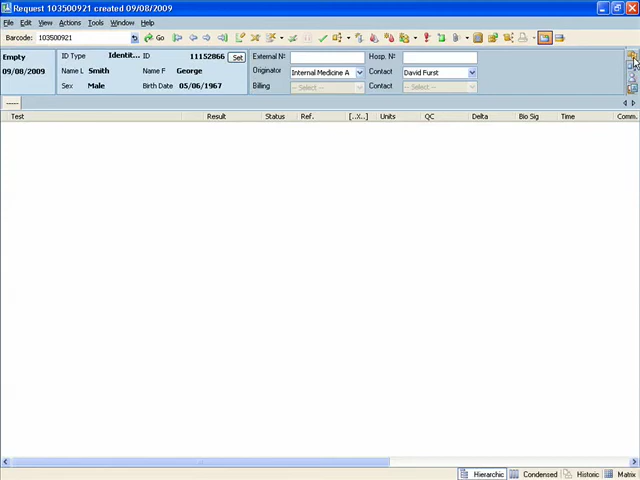 Request 103500921 created 09/08/2009
File Edit View Actions Tools Window Help
Barcode: 103500921 Go
Empty ID Type Identit... ID 11152866 Set External Nº Hosp. Nº
09/08/2009 Name L Smith Name F George Originator Internal Medicine A Contact David Furst
Sex Male Birth Date 05/06/1967 Billing -- Select -- Contact -- Select --
-----
Test Result Status Ref. [..X..] Units QC Delta Bio Sig Time Comm.
Hierarchic Condensed Historic Matrix